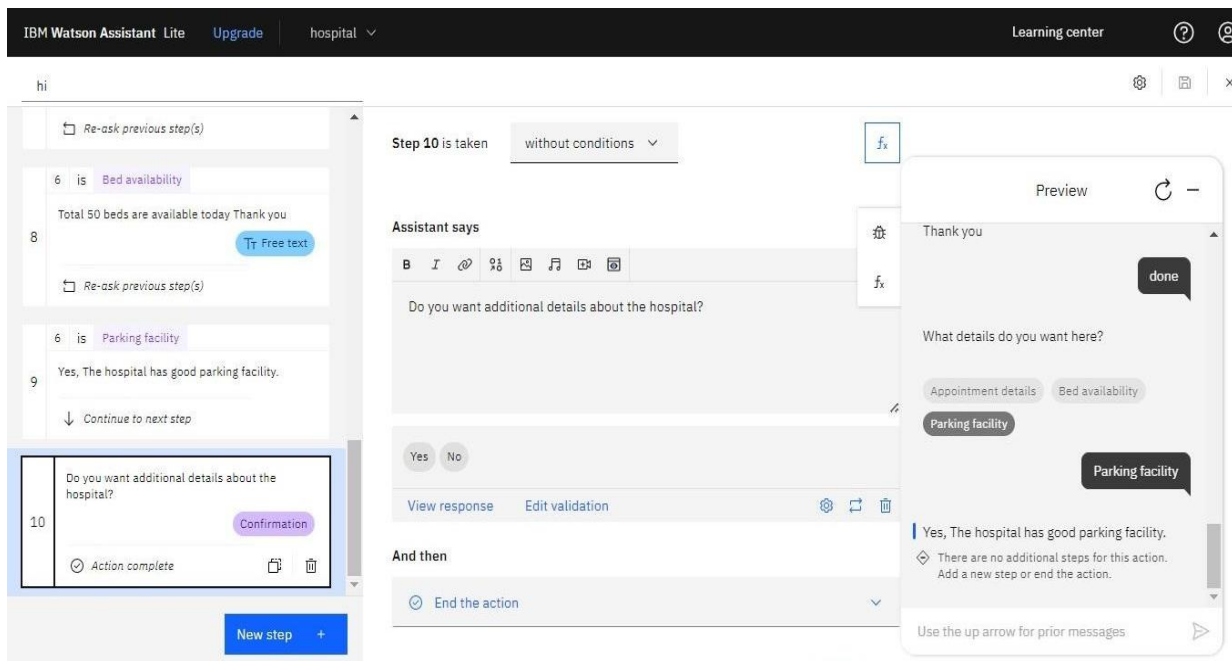 IBM Watson Assistant Lite Upgrade hospital Learning center
hi
Re-ask previous step(s)
6 is Bed availability
Total 50 beds are available today Thank you
8
Free text
Re-ask previous step(s)
6 is Parking facility
Yes, The hospital has good parking facility.
9
Continue to next step
Do you want additional details about the
hospital?
10
Confirmation
Action complete
New step +
Step 10 is taken without conditions
fx
Assistant says
B I
fx
Do you want additional details about the hospital?
Yes No
View response Edit validation
And then
End the action
Preview
Thank you
done
What details do you want here?
Appointment details Bed availability
Parking facility
Parking facility
Yes, The hospital has good parking facility.
There are no additional steps for this action.
Add a new step or end the action.
Use the up arrow for prior messages